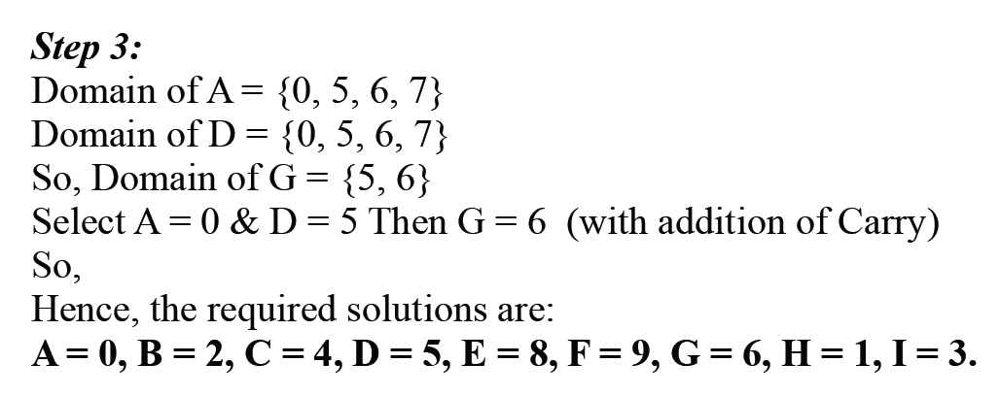 Step 3:
Domain of A = {0, 5, 6, 7}
Domain of D = {0, 5, 6, 7}
So, Domain of G = {5, 6}
Select A = 0 & D = 5 Then G = 6 (with addition of Carry)
So,
Hence, the required solutions are:
A = 0, B = 2, C = 4, D = 5, E = 8, F = 9, G = 6, H = 1, I = 3.